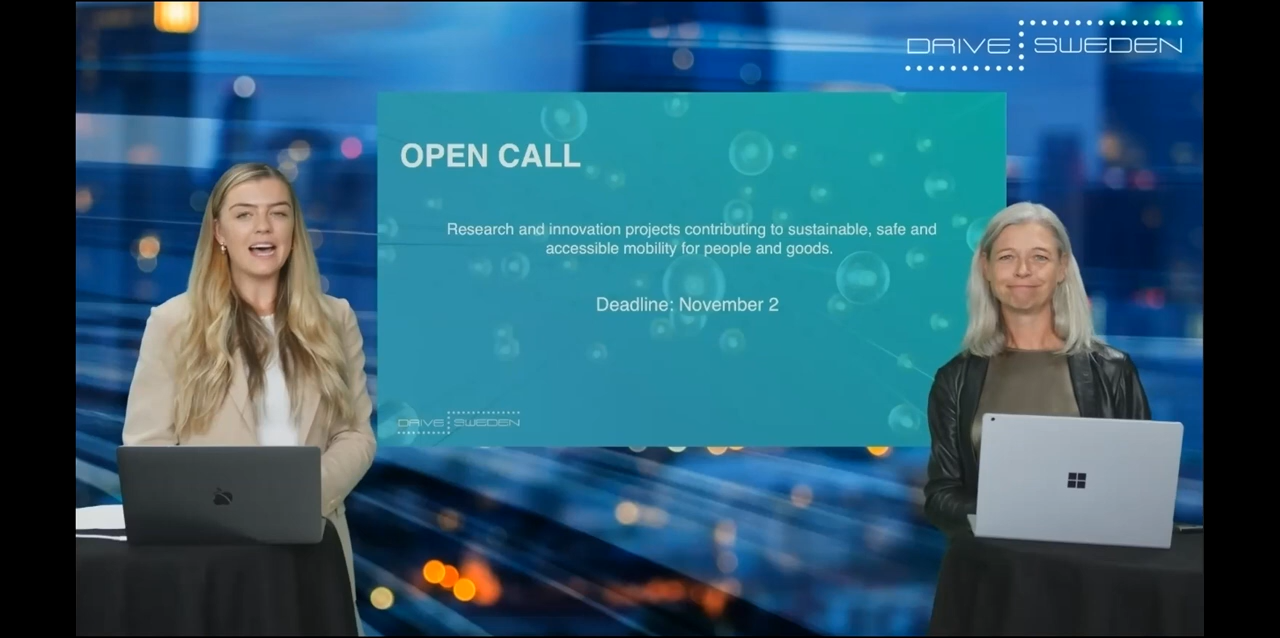 DRIVE SWEDEN
OPEN CALL
Research and innovation projects contributing to sustainable, safe and
accessible mobility for people and goods.
Deadline: November 2
DRIVE SWEDEN